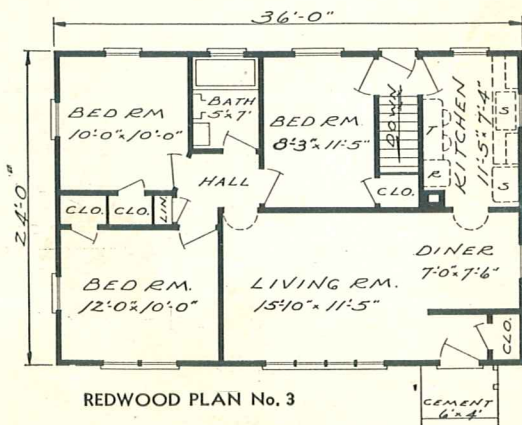 36'-0"
24'-0"
BED RM
10'-0"x10'-0"
BATH
5'x7'
BED RM
8'-3"x11'-5"
DOWN
CLO.
T
R
KITCHEN
11'-5"x7'-4"
S
S
HALL
CLO.
CLO.
LIN.
BED RM.
12'-0"x10'-0"
LIVING RM.
15'-10"x11'-5"
DINER
7'-0"x7'-6"
CLO.
CEMENT
6'x4'
REDWOOD PLAN No. 3